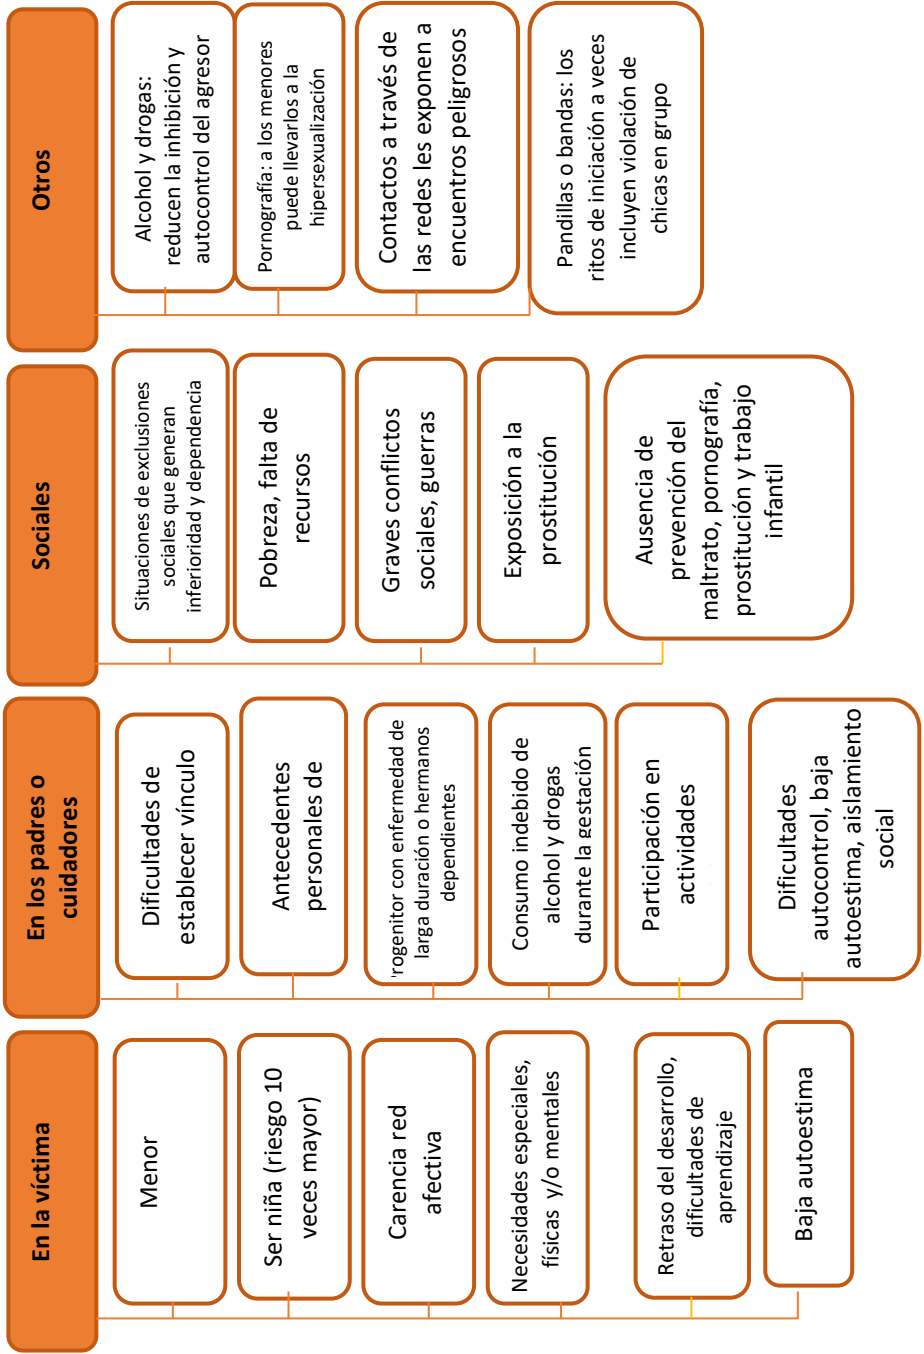 En la víctima
Menor
Ser niña (riesgo 10
veces mayor)
Carencia red
afectiva
Necesidades especiales,
físicas y/o mentales
Retraso del desarrollo,
dificultades de
aprendizaje
Baja autoestima
En los padres o
cuidadores
Dificultades de
establecer vínculo
Antecedentes
personales de
rogenitor con enfermedad de
larga duración o hermanos
dependientes
Consumo indebido de
alcohol y drogas
durante la gestación
Participación en
actividades
Dificultades
autocontrol, baja
autoestima, aislamiento
social
Sociales
Situaciones de exclusiones
sociales que generan
inferioridad y dependencia
Pobreza, falta de
recursos
Graves conflictos
sociales, guerras
Exposición a la
prostitución
Ausencia de
prevención del
maltrato, pornografía,
prostitución y trabajo
infantil
Otros
Alcohol y drogas:
reducen la inhibición y
autocontrol del agresor
Pornografía: a los menores
puede llevarlos a la
hipersexualización
Contactos a través de
las redes les exponen a
encuentros peligrosos
Pandillas o bandas: los
ritos de iniciación a veces
incluyen violación de
chicas en grupo